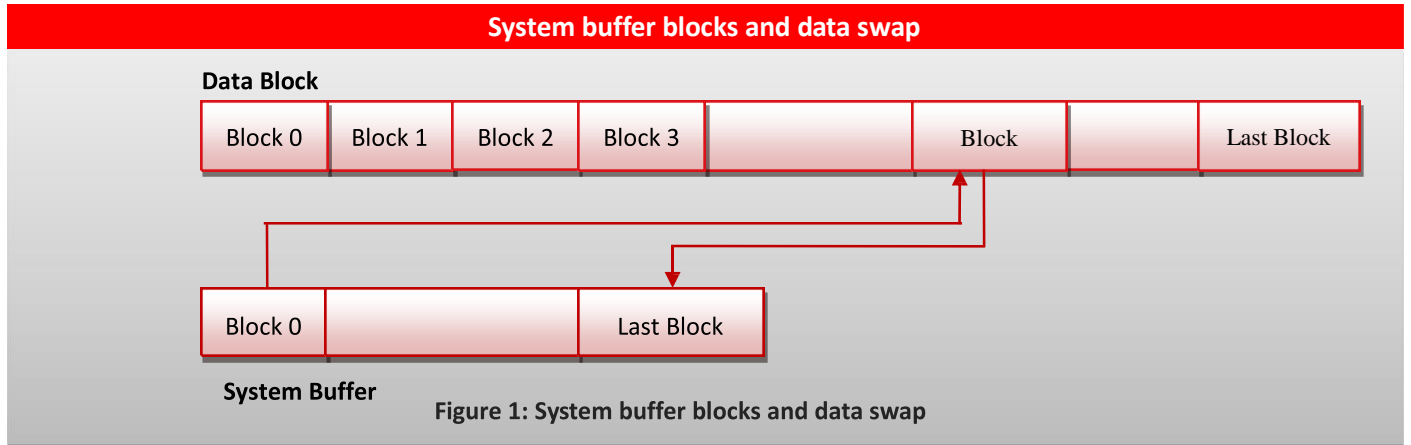 System buffer blocks and data swap
Data Block
Block 0 Block 1 Block 2 Block 3 Block Last Block
Block 0 Last Block
System Buffer
Figure 1: System buffer blocks and data swap